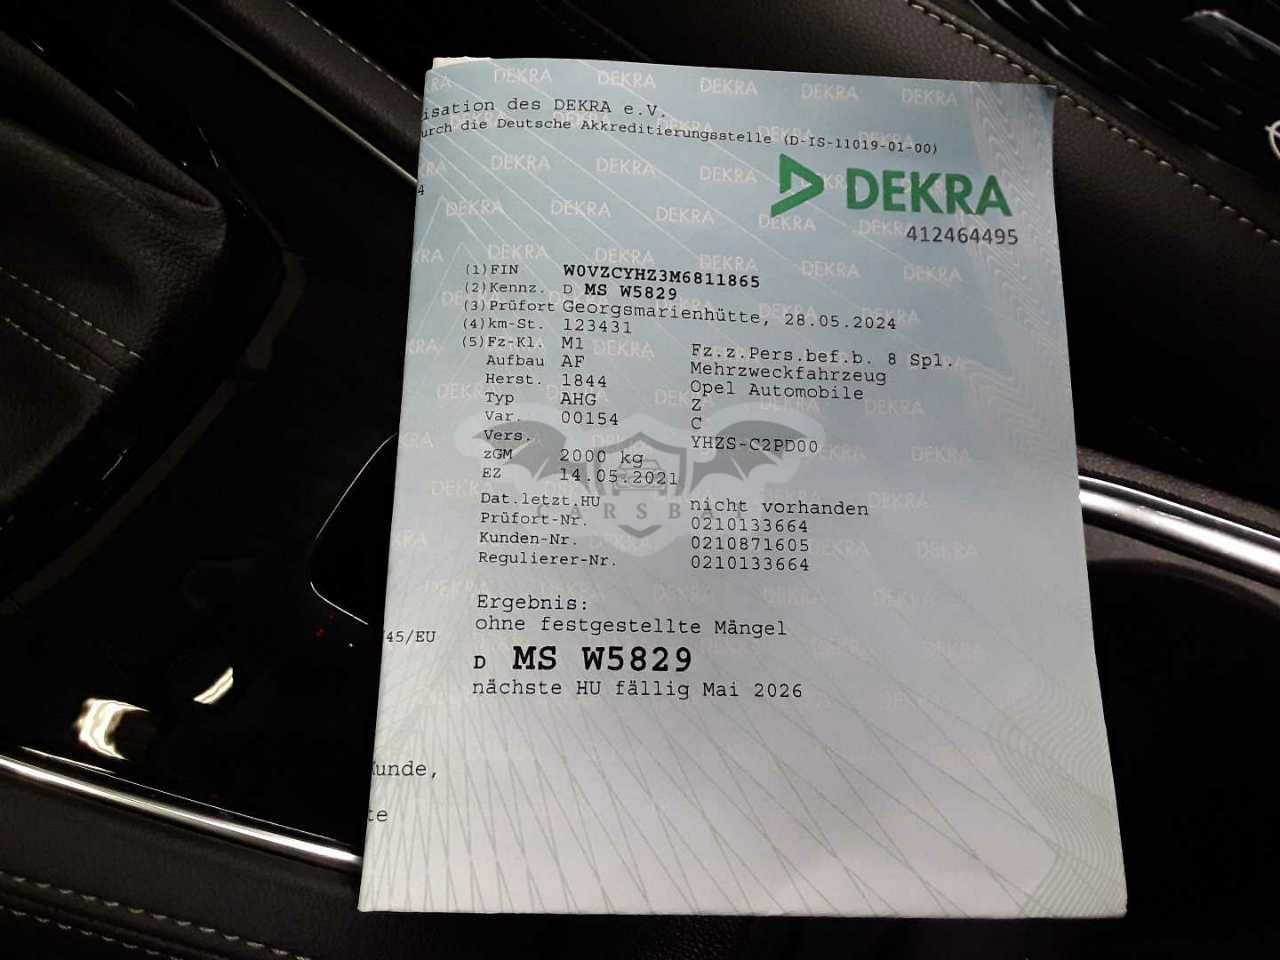 isation des DEKRA e.V.
urch die Deutsche Akkreditierungsstelle (D-IS-11019-01-00)
4
DEKRA
412464495
(1)FIN W0VZCYHZ3M6811865
(2)Kennz. D MS W5829
(3)Prüfort Georgsmarienhütte, 28.05.2024
(4)km-St. 123431
(5)Fz-Kl. M1 Fz.z.Pers.bef.b. 8 Spl.
Aufbau AF Mehrzweckfahrzeug
Herst. 1844 Opel Automobile
Typ AHG Z
Var. 00154 C
Vers. YHZS-C2PD00
zGM 2000 kg
EZ 14.05.2021
Dat.letzt.HU nicht vorhanden
Prüfort-Nr. 0210133664
Kunden-Nr. 0210871605
Regulierer-Nr. 0210133664
CARSBAT
Ergebnis:
ohne festgestellte Mängel
45/EU
D MS W5829
nächste HU fällig Mai 2026
unde,
te